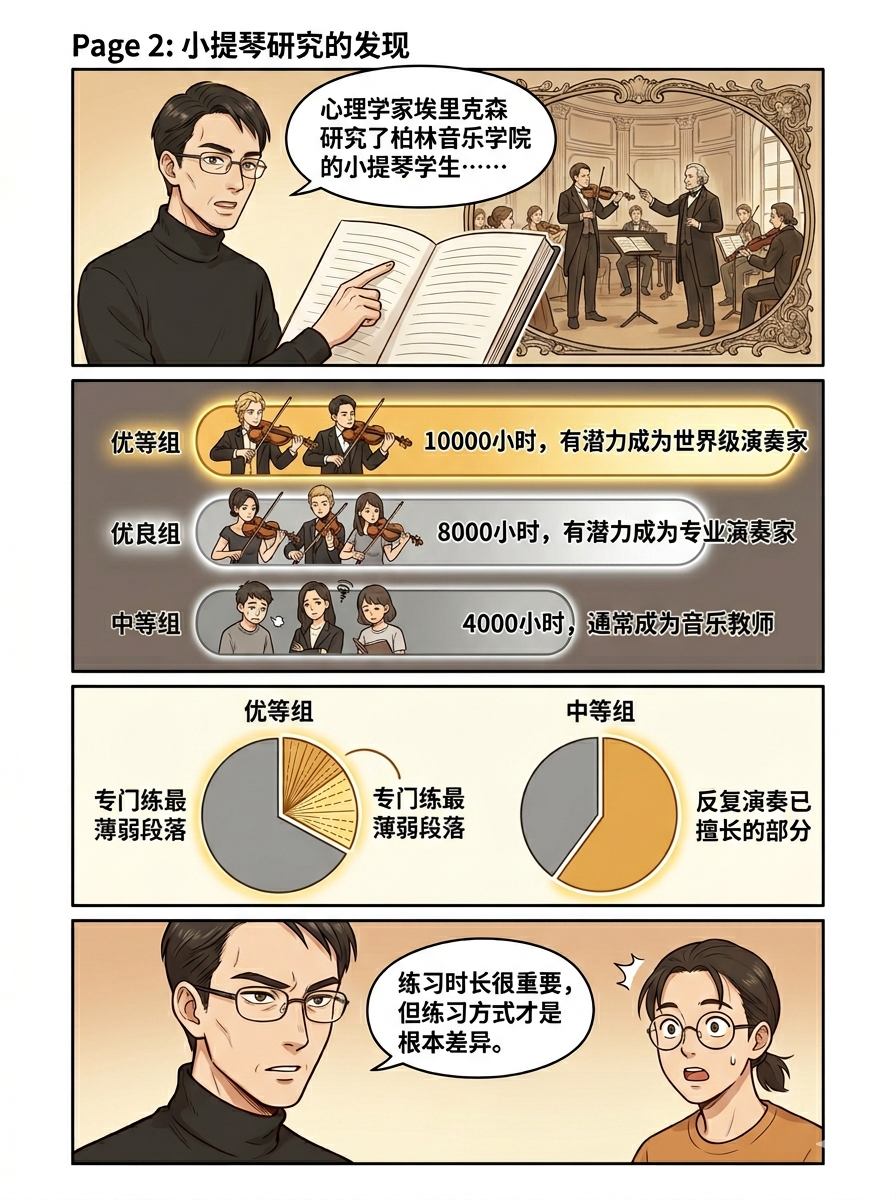 Page 2: 小提琴研究的发现
心理学家埃里克森
研究了柏林音乐学院
的小提琴学生……
优等组
10000小时，有潜力成为世界级演奏家
优良组
8000小时，有潜力成为专业演奏家
中等组
4000小时，通常成为音乐教师
优等组
专门练最
薄弱段落
专门练最
薄弱段落
中等组
反复演奏已
擅长的部分
练习时长很重要，
但练习方式才是
根本差异。